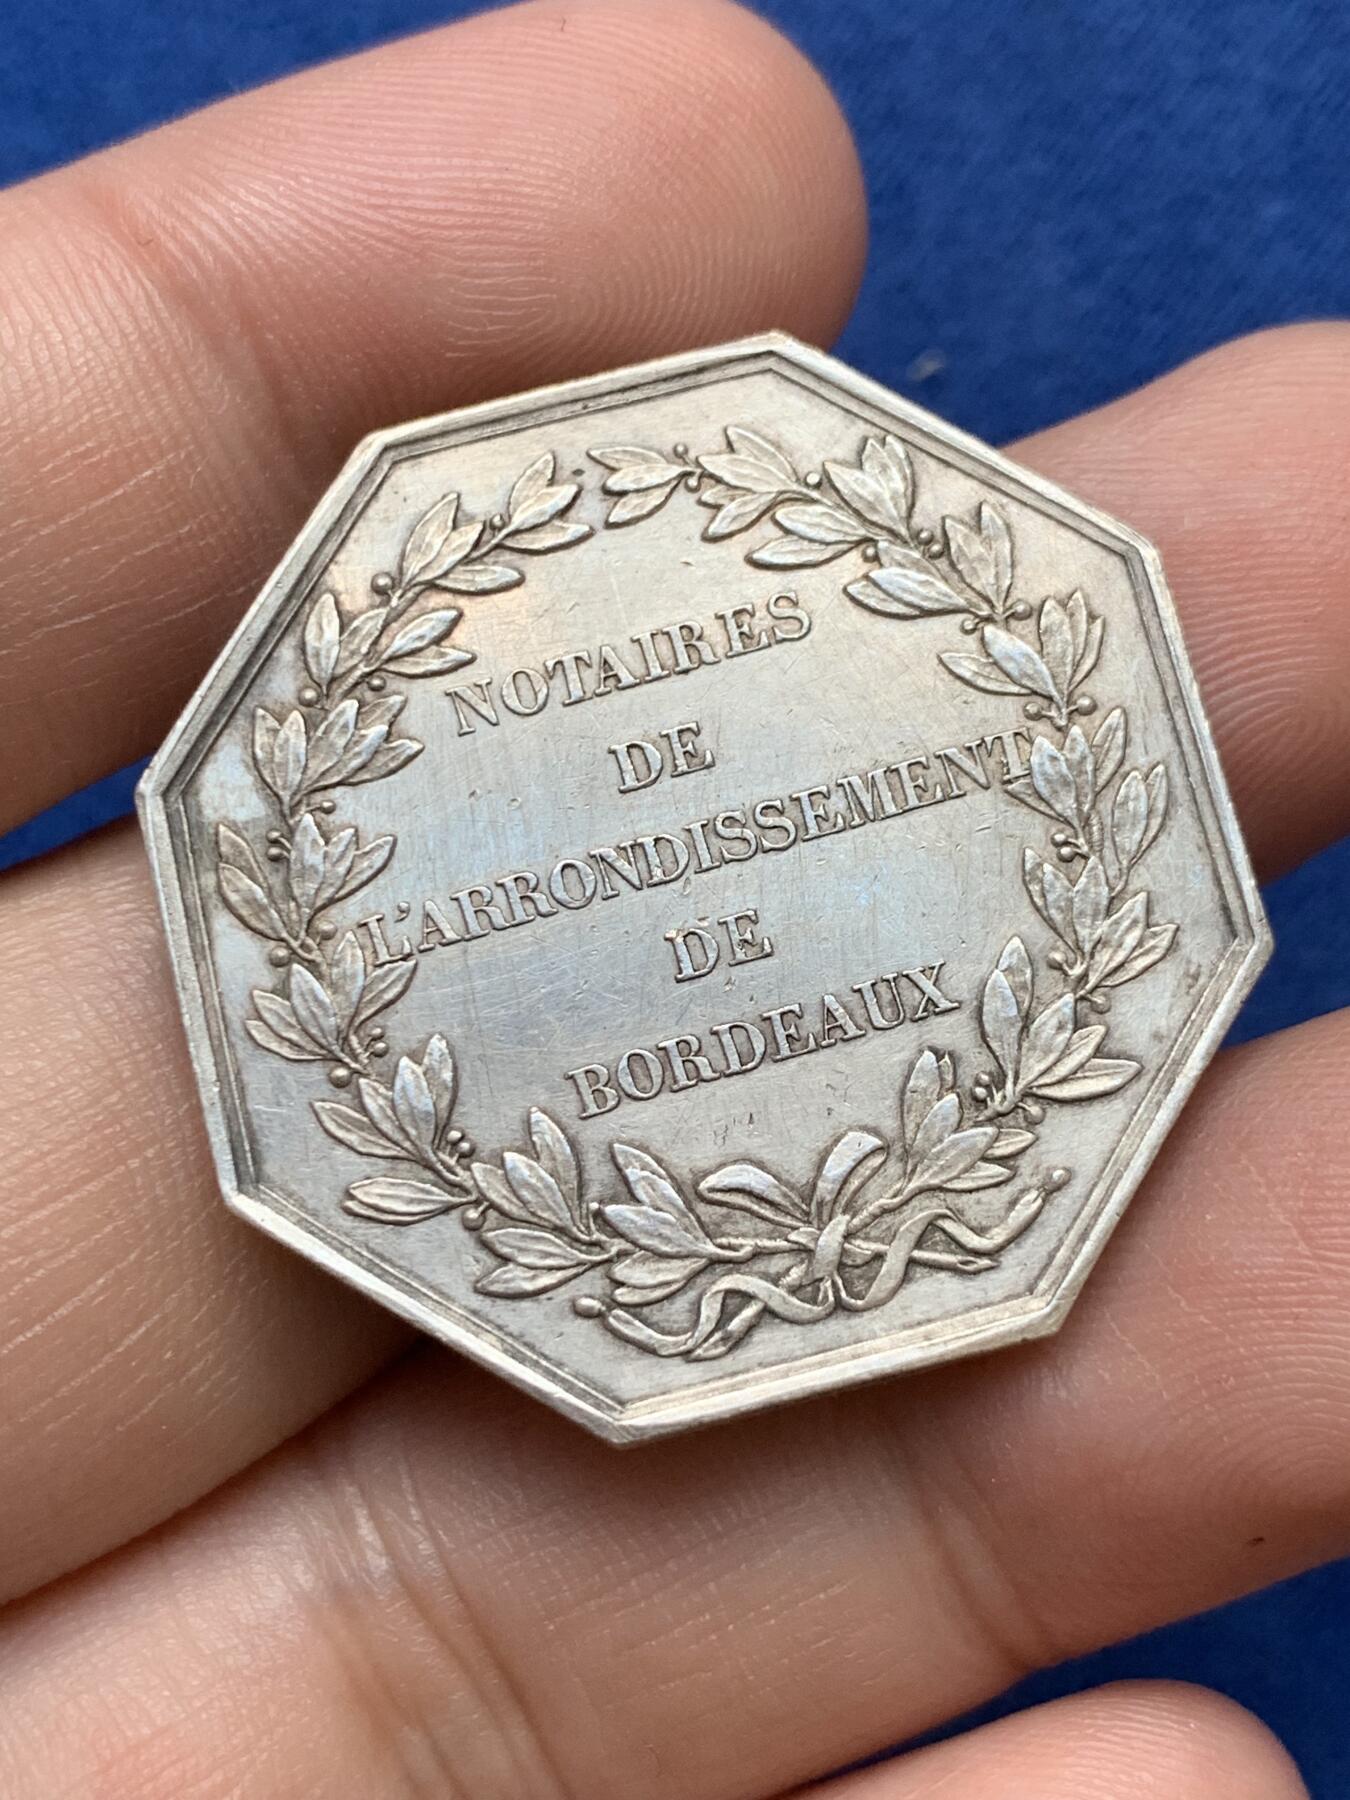 NOTAIRES
DE
L'ARRONDISSEMENT
DE
BORDEAUX